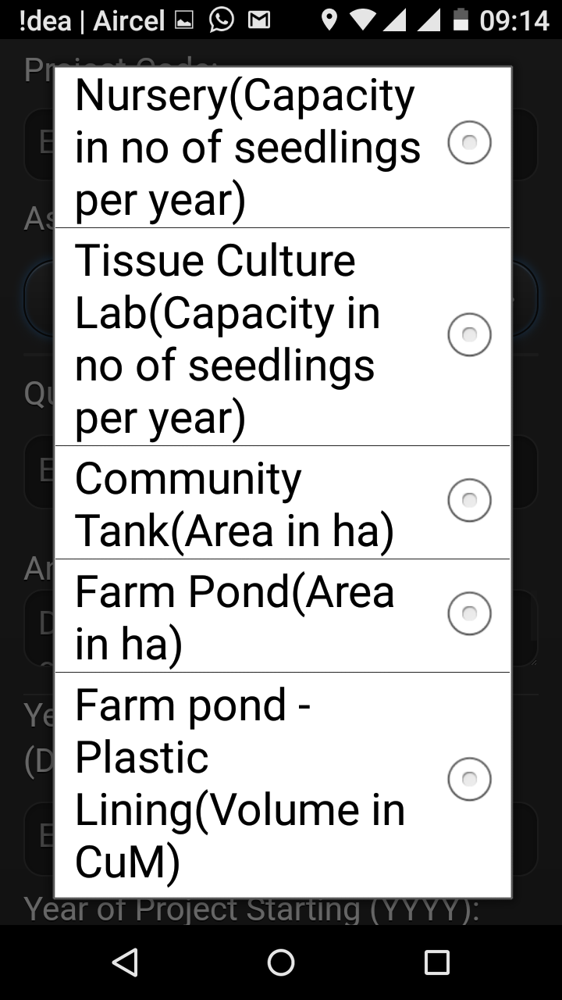 !dea | Aircel 09:14
Project Code:
Nursery(Capacity
in no of seedlings
per year)
Tissue Culture
Lab(Capacity in
no of seedlings
per year)
Community
Tank(Area in ha)
Farm Pond(Area
in ha)
Farm pond -
Plastic
Lining(Volume in
CuM)
Year of Project Starting (YYYY):